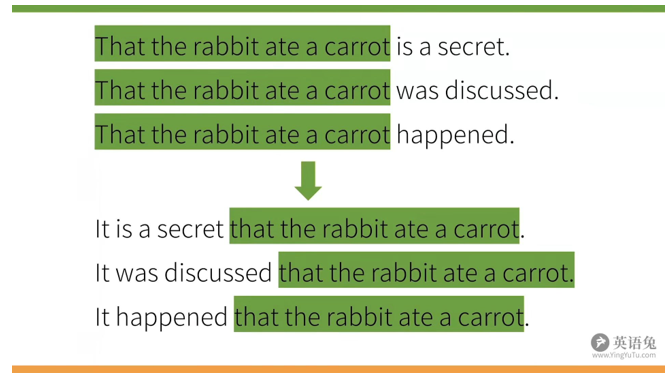 That the rabbit ate a carrot is a secret.
That the rabbit ate a carrot was discussed.
That the rabbit ate a carrot happened.
It is a secret that the rabbit ate a carrot.
It was discussed that the rabbit ate a carrot.
It happened that the rabbit ate a carrot.
英语兔
www.YingYuTu.com